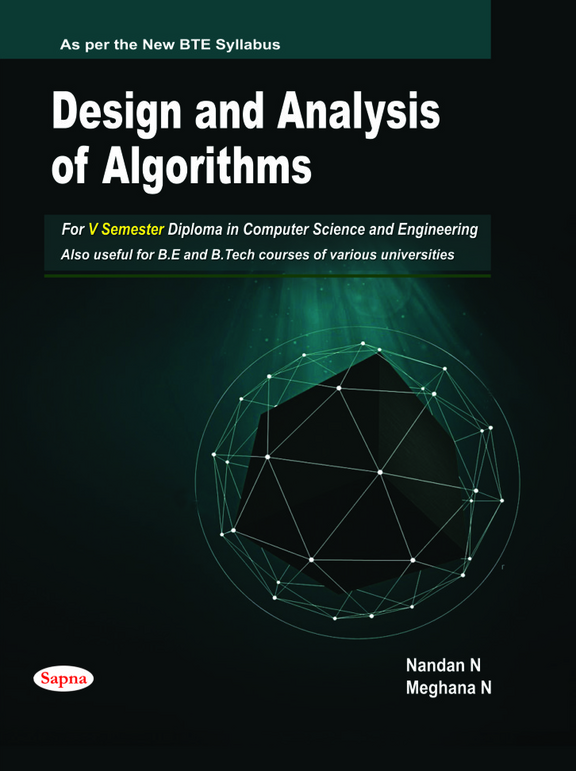 As per the New BTE Syllabus
Design and Analysis
of Algorithms
For V Semester Diploma in Computer Science and Engineering
Also useful for B.E and B.Tech courses of various universities
Nandan N
Meghana N
Sapna